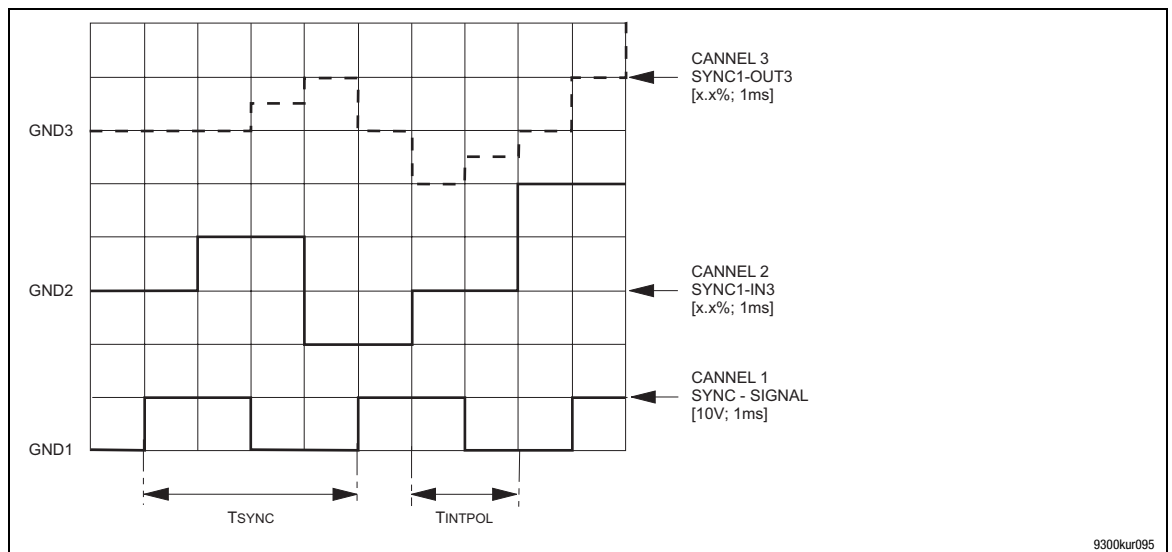 CANNEL 3
SYNC1-OUT3
[x.x%; 1ms]
GND3
GND2
CANNEL 2
SYNC1-IN3
[x.x%; 1ms]
CANNEL 1
SYNC - SIGNAL
[10V; 1ms]
GND1
TSYNC
TINTPOL
9300kur095